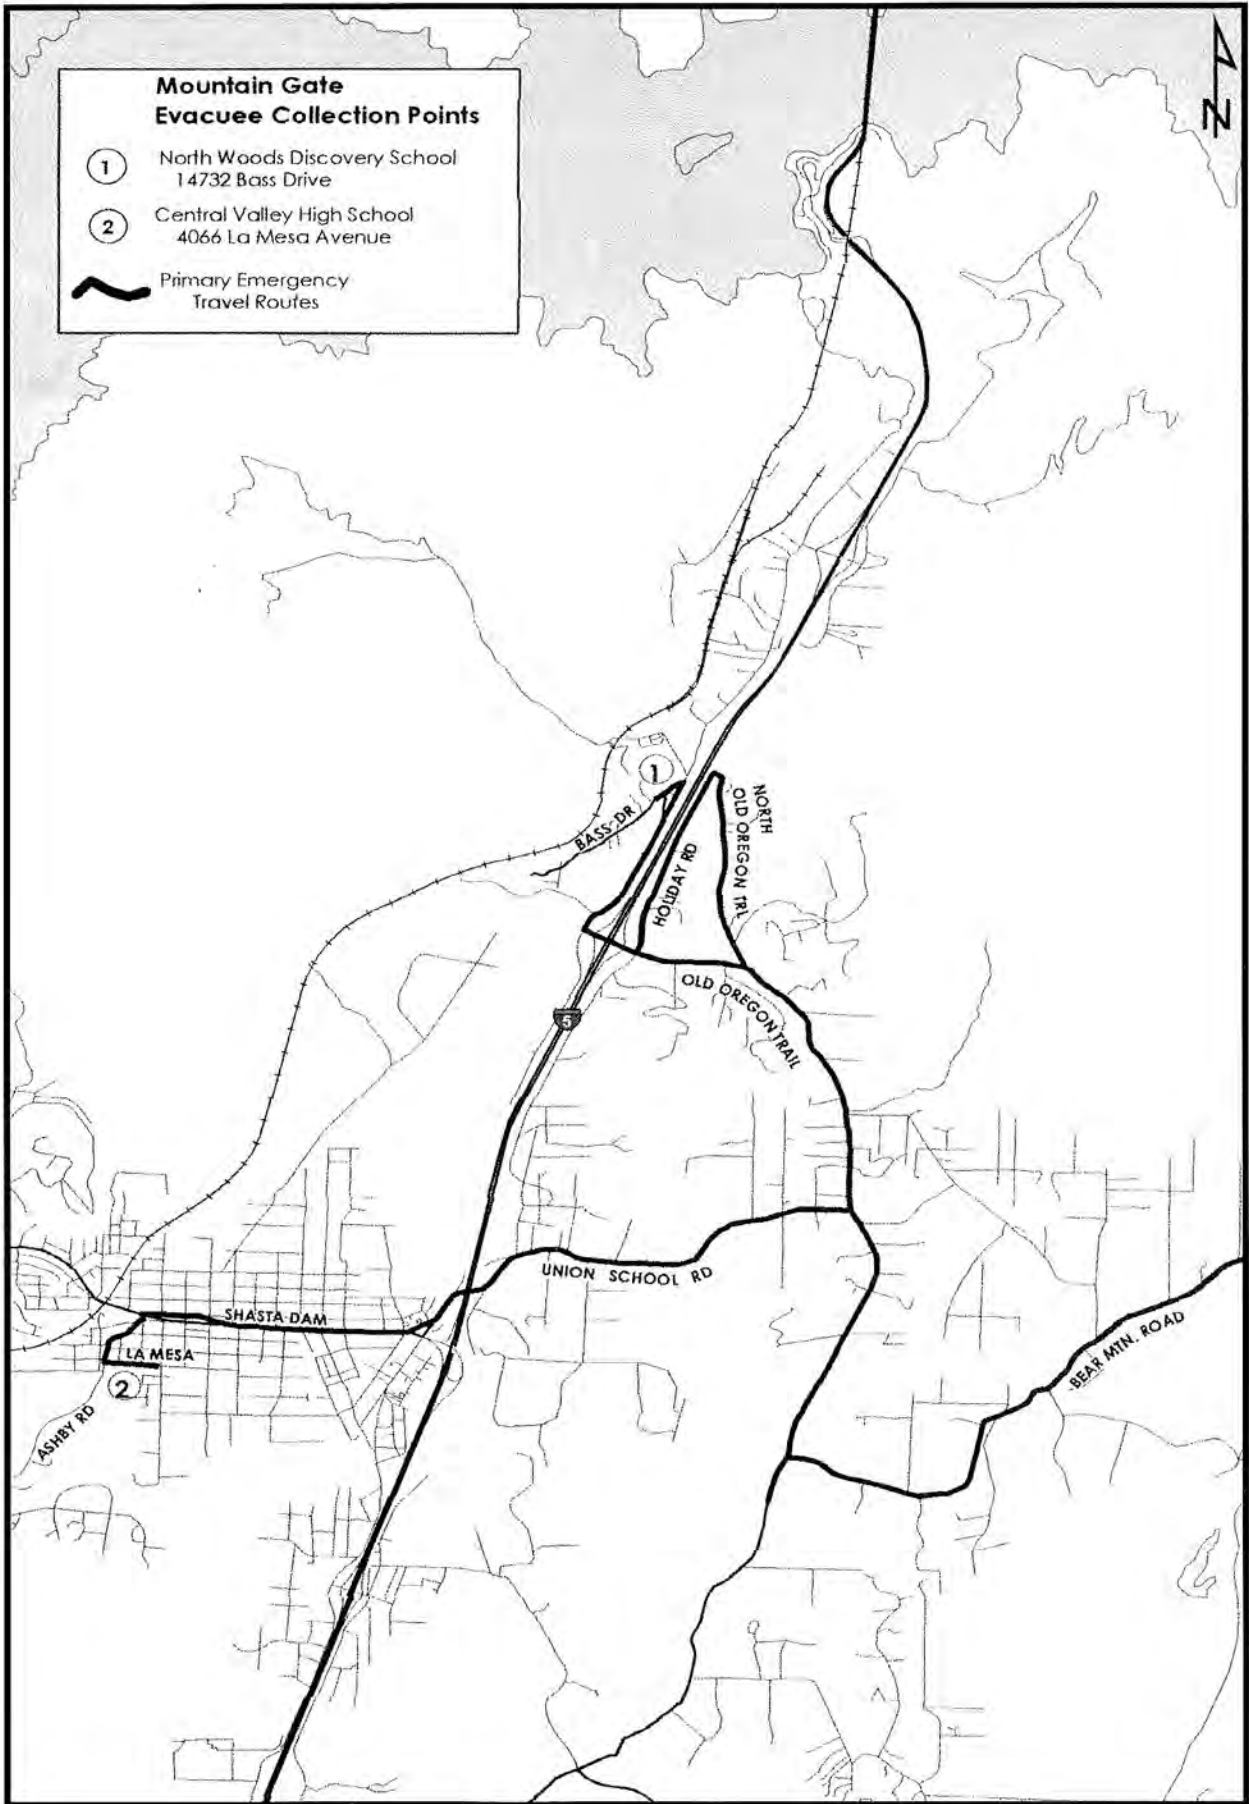 Mountain Gate
Evacuee Collection Points
1
North Woods Discovery School
14732 Bass Drive
2
Central Valley High School
4066 La Mesa Avenue
Primary Emergency
Travel Routes
N
1
BASS DR
HOLIDAY RD
NORTH
OLD OREGON TRL
OLD OREGON TRAIL
5
UNION SCHOOL RD
SHASTA DAM
LA MESA
2
ASHBY RD
BEAR MTN. ROAD